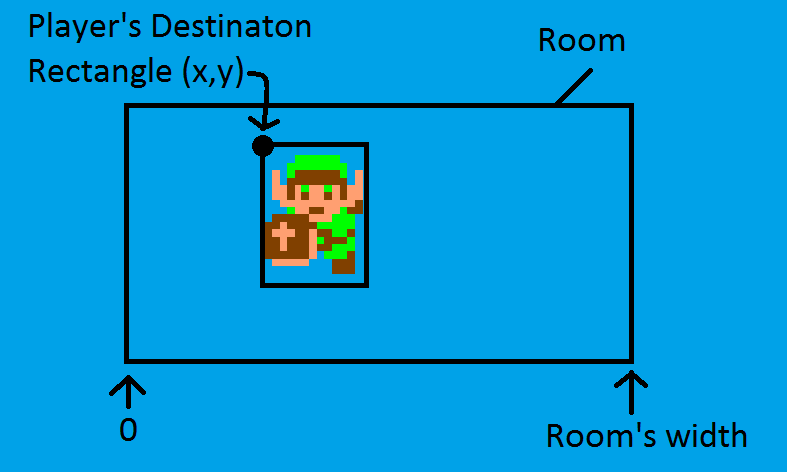 Player's Destinaton
Rectangle (x,y)
Room
0
Room's width